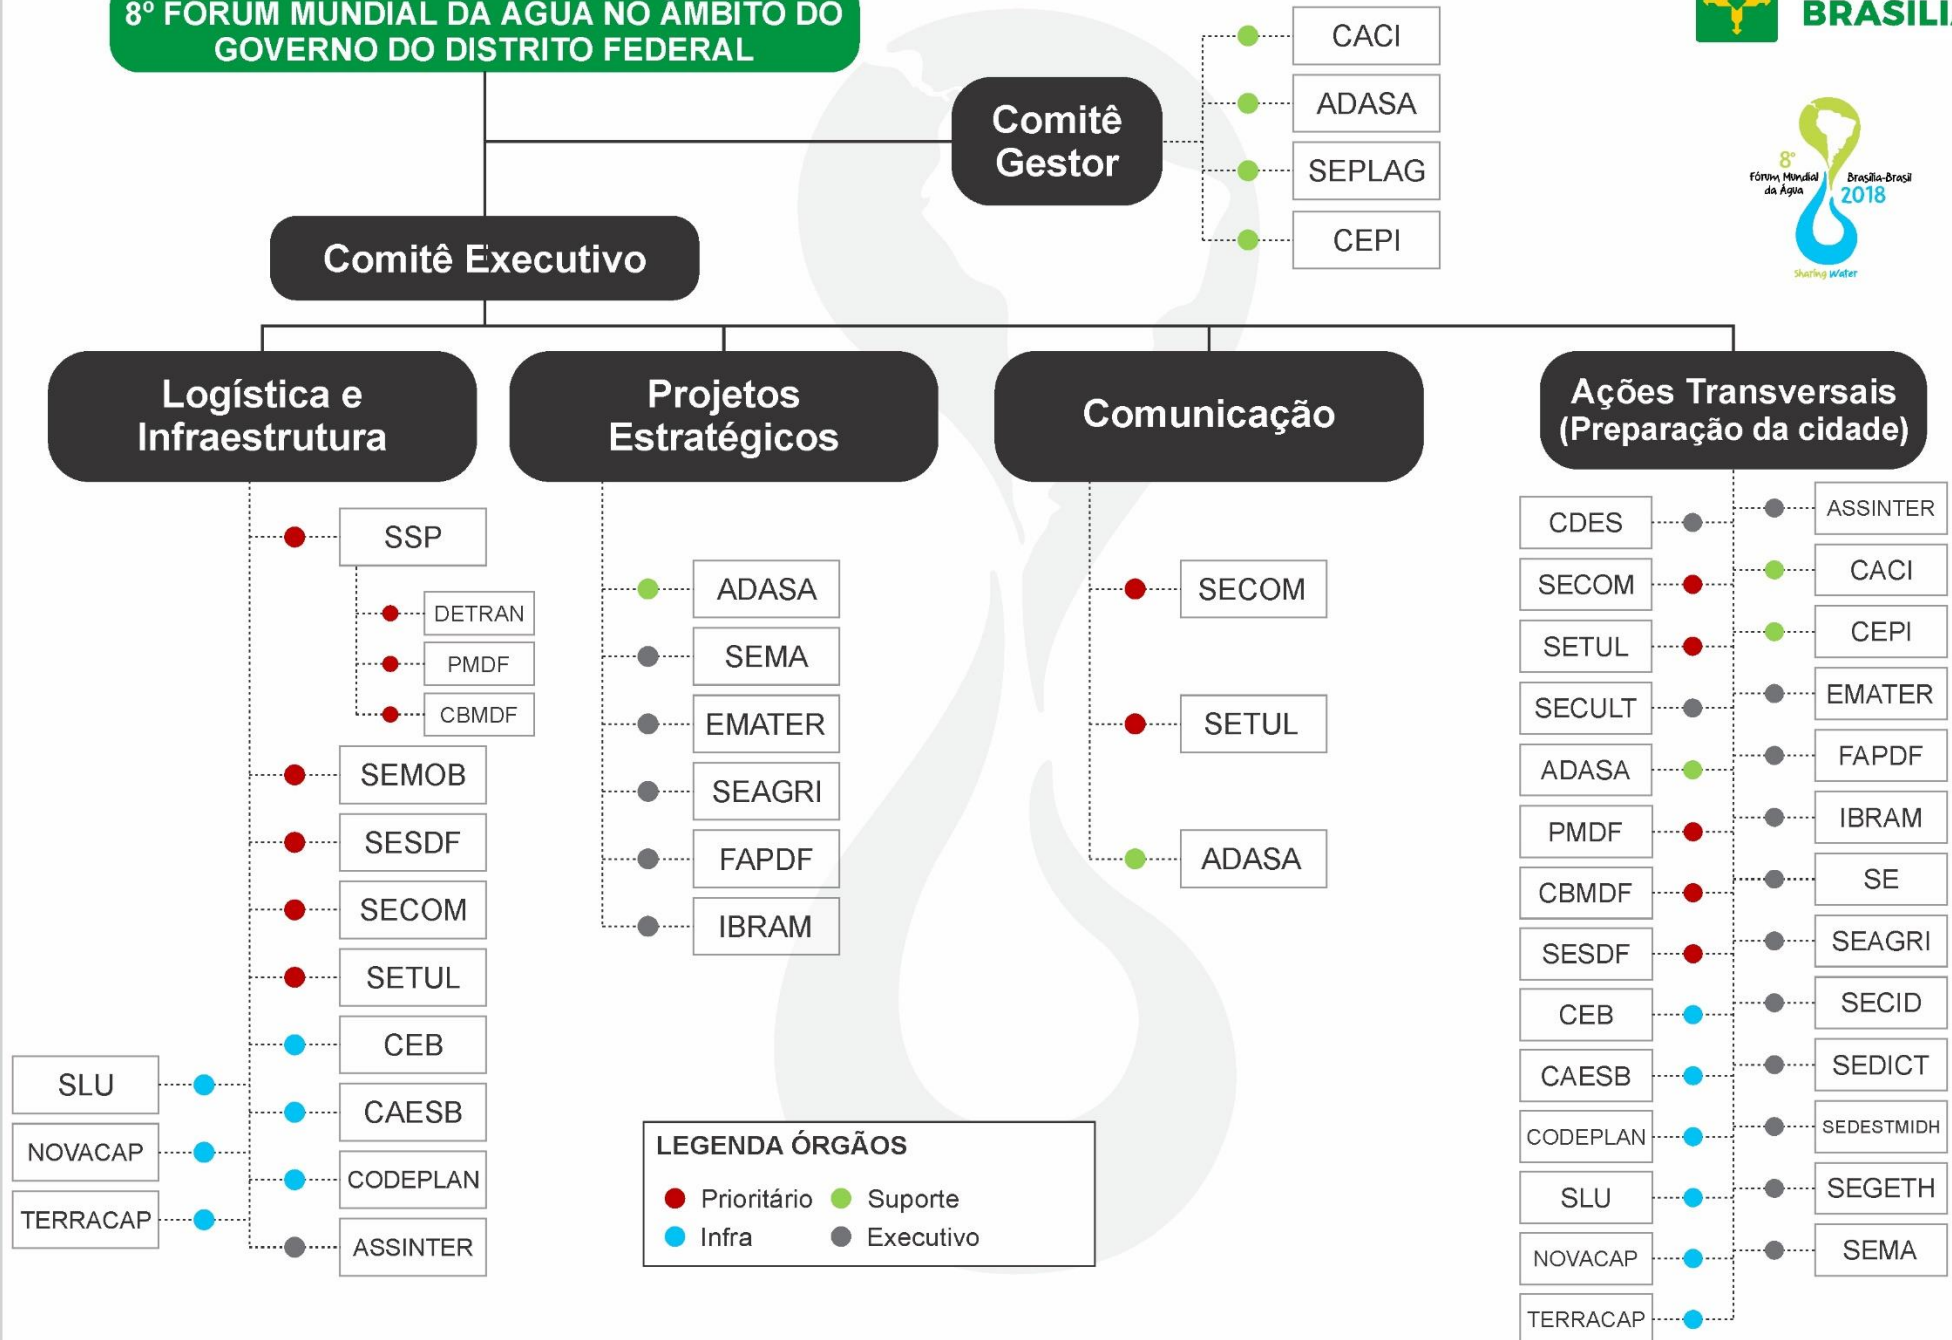 8º FÓRUM MUNDIAL DA ÁGUA NO ÂMBITO DO
GOVERNO DO DISTRITO FEDERAL
Comitê
Gestor
CACI
ADASA
SEPLAG
CEPI
8º
Fórum Mundial
da Água
Brasília-Brasil
2018
Sharing Water
Comitê Executivo
Logística e
Infraestrutura
SSP
DETRAN
PMDF
CBMDF
SEMOB
SESDF
SECOM
SETUL
CEB
CAESB
CODEPLAN
ASSINTER
SLU
NOVACAP
TERRACAP
Projetos
Estratégicos
ADASA
SEMA
EMATER
SEAGRI
FAPDF
IBRAM
Comunicação
SECOM
SETUL
ADASA
Ações Transversais
(Preparação da cidade)
CDES
SECOM
SETUL
SECULT
ADASA
PMDF
CBMDF
SESDF
CEB
CAESB
CODEPLAN
SLU
NOVACAP
TERRACAP
ASSINTER
CACI
CEPI
EMATER
FAPDF
IBRAM
SE
SEAGRI
SECID
SEDICT
SEDESTMIDH
SEGETH
SEMA
LEGENDA ÓRGÃOS
Prioritário
Suporte
Infra
Executivo